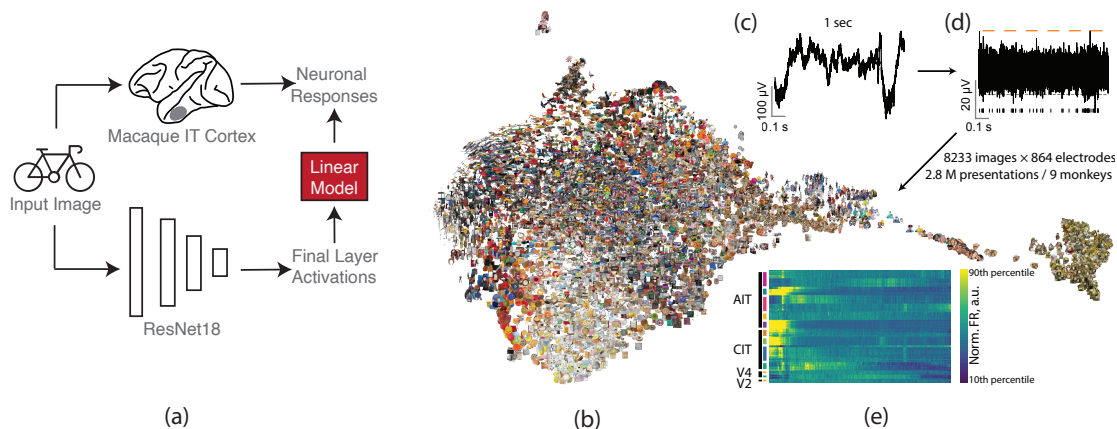 Macaque IT Cortex
Neuronal
Responses
Input Image
Linear
Model
ResNet18
Final Layer
Activations
(a)
(b)
(c)
1 sec
100 μV
0.1 s
(d)
20 μV
0.1 s
8233 images × 864 electrodes
2.8 M presentations / 9 monkeys
AIT
CIT
V4
V2
90th percentile
Norm. FR, a.u.
10th percentile
(e)